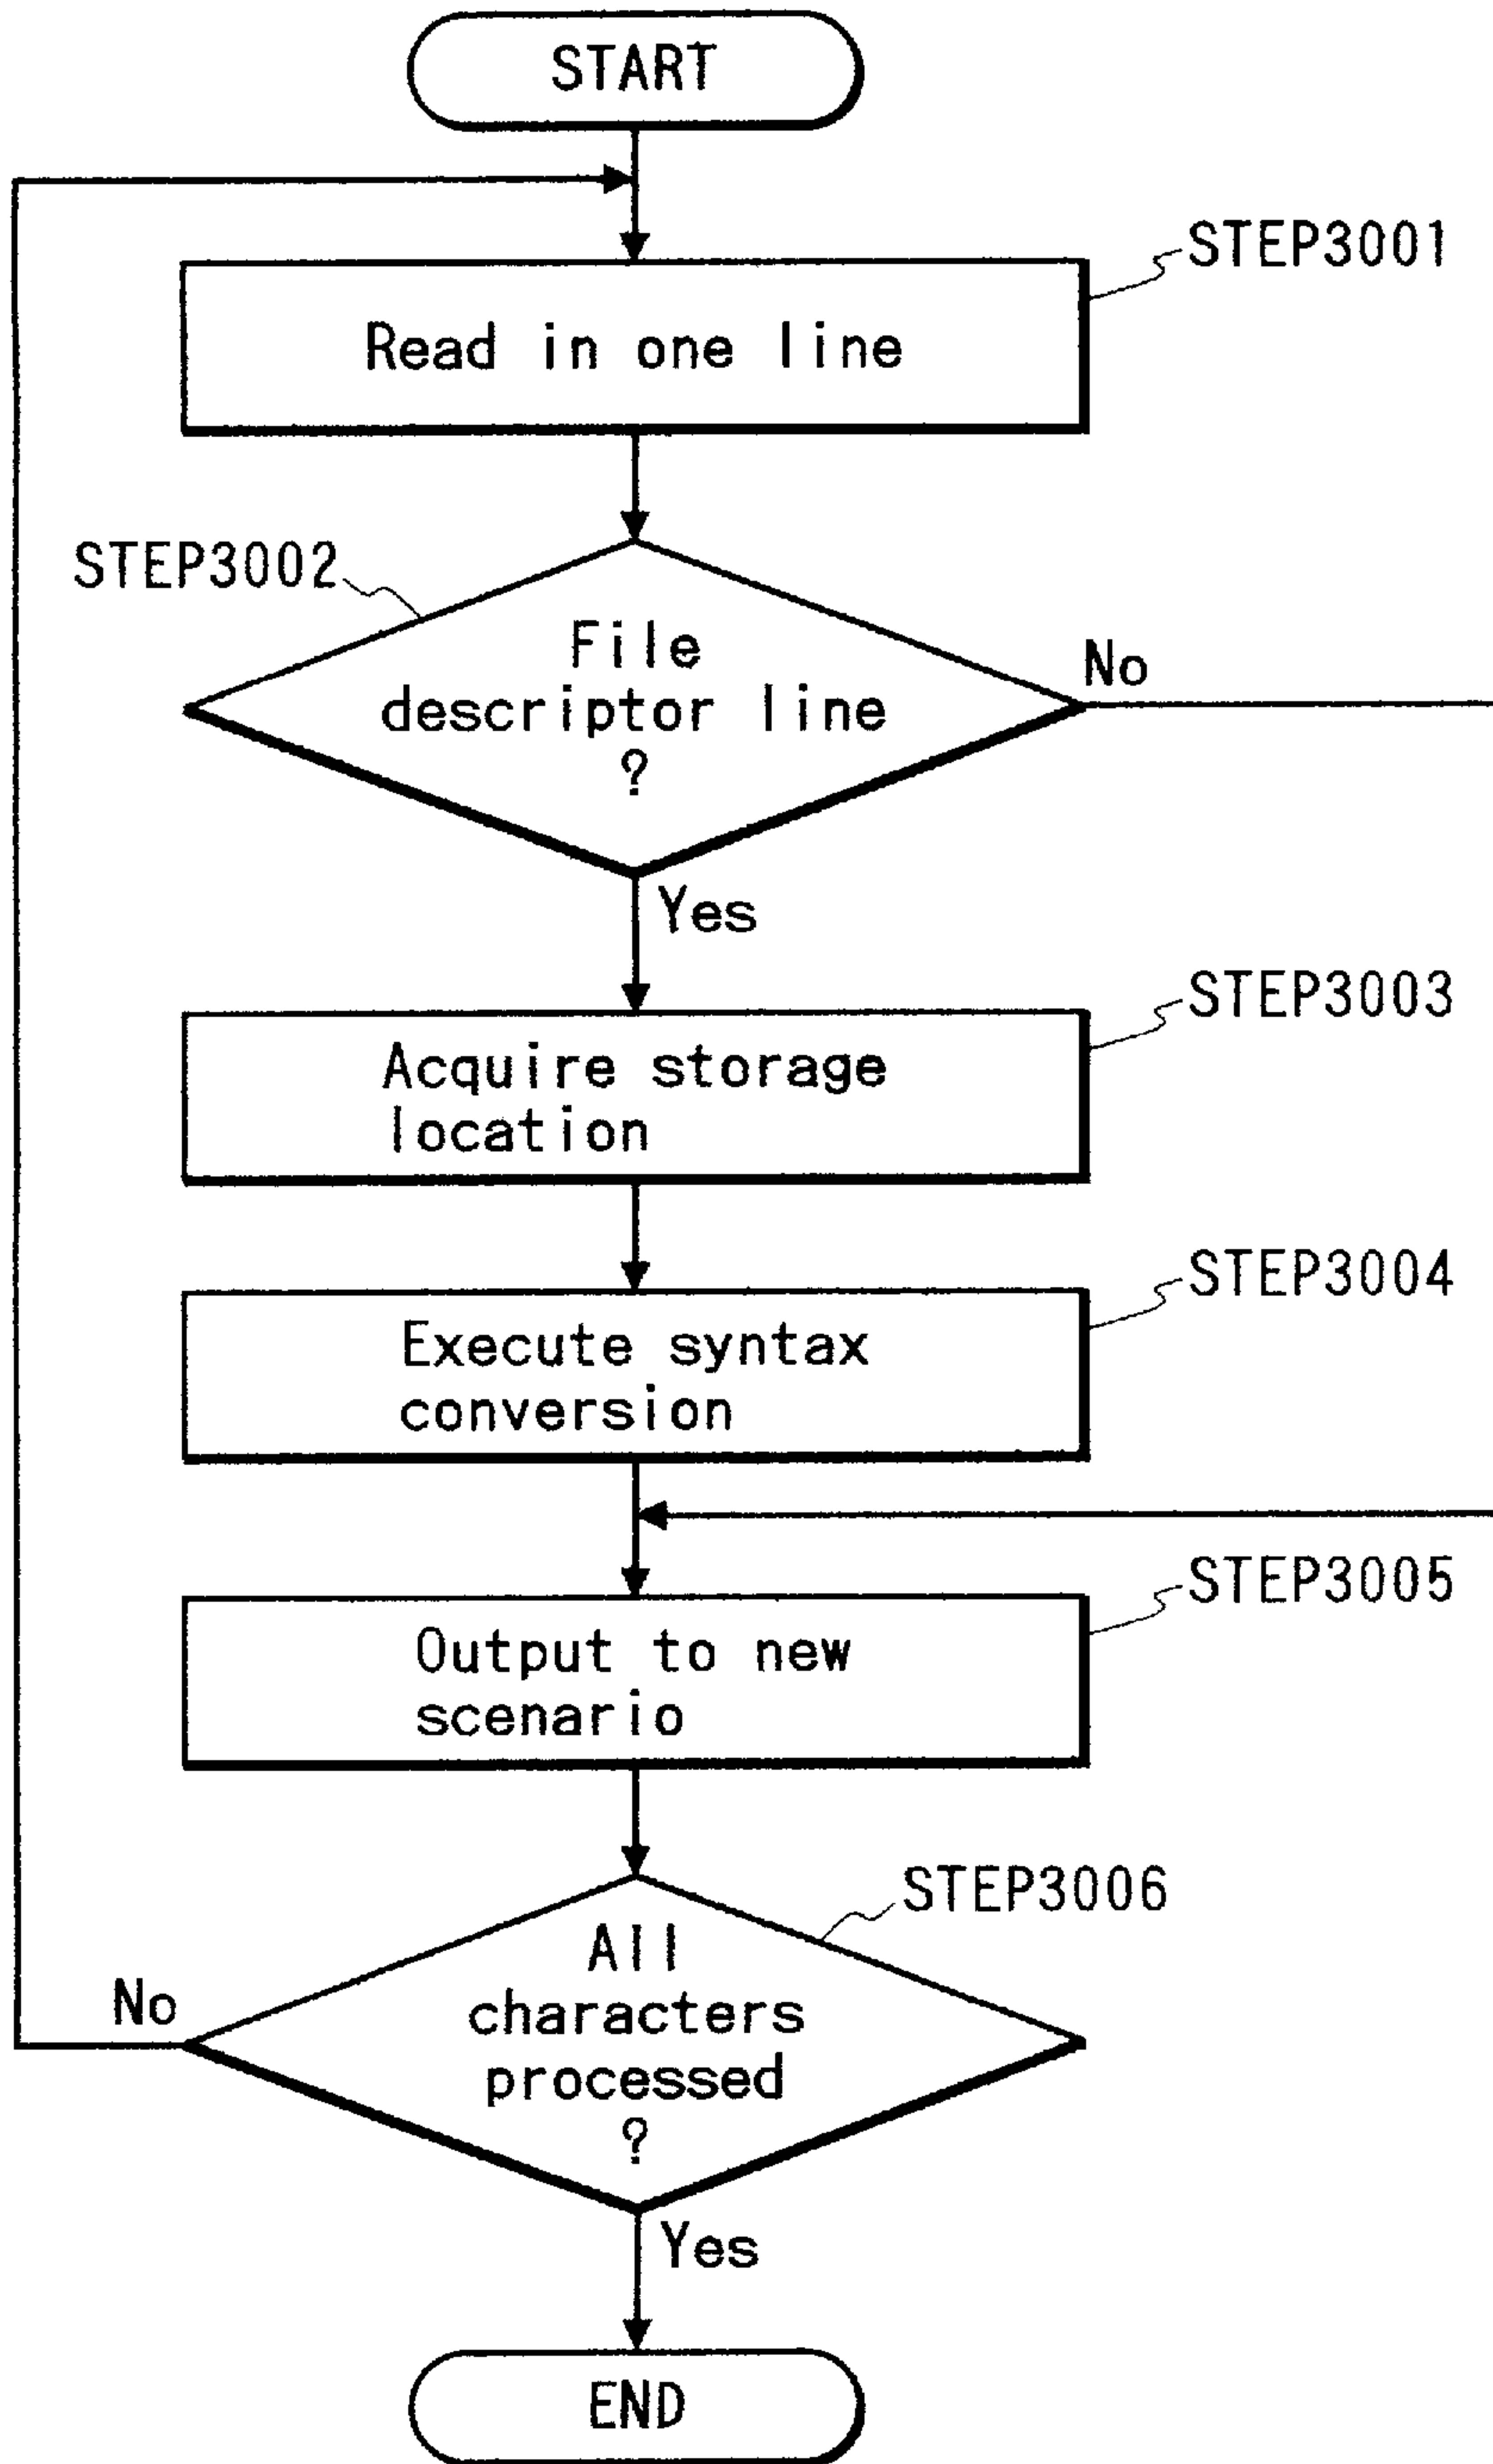 START
STEP3001
Read in one line
STEP3002
File
descriptor line
?
No
Yes
STEP3003
Acquire storage
location
STEP3004
Execute syntax
conversion
STEP3005
Output to new
scenario
STEP3006
All
characters
processed
?
No
Yes
END